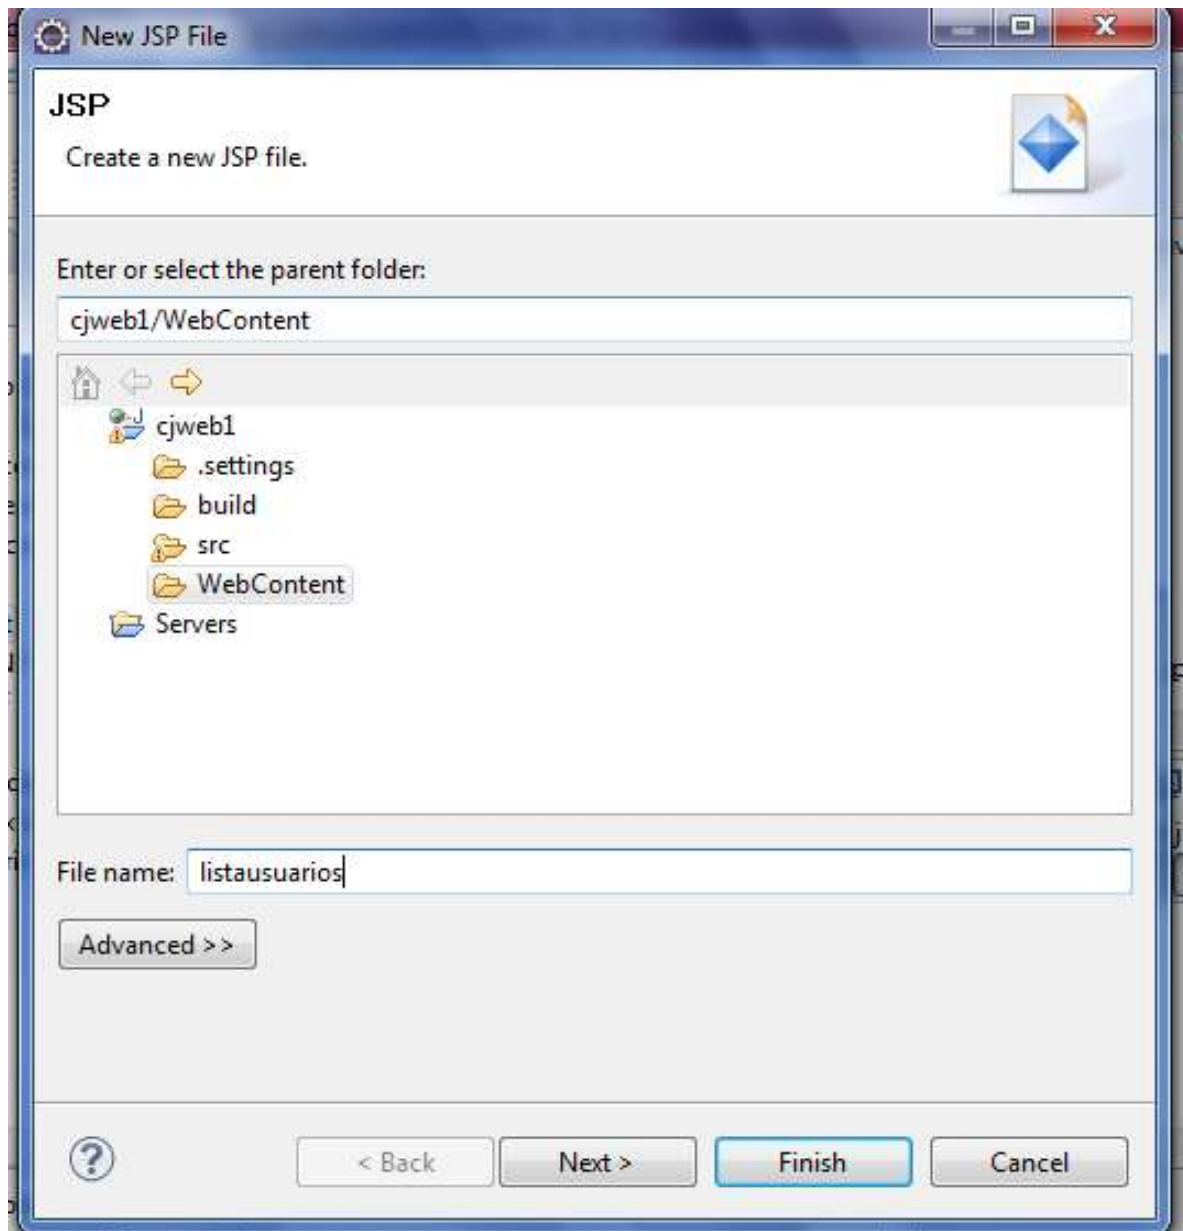 New JSP File
JSP
Create a new JSP file.
Enter or select the parent folder:
cjweb1/WebContent
cjweb1
.settings
build
src
WebContent
Servers
File name: listausuarios
Advanced >>
< Back Next > Finish Cancel